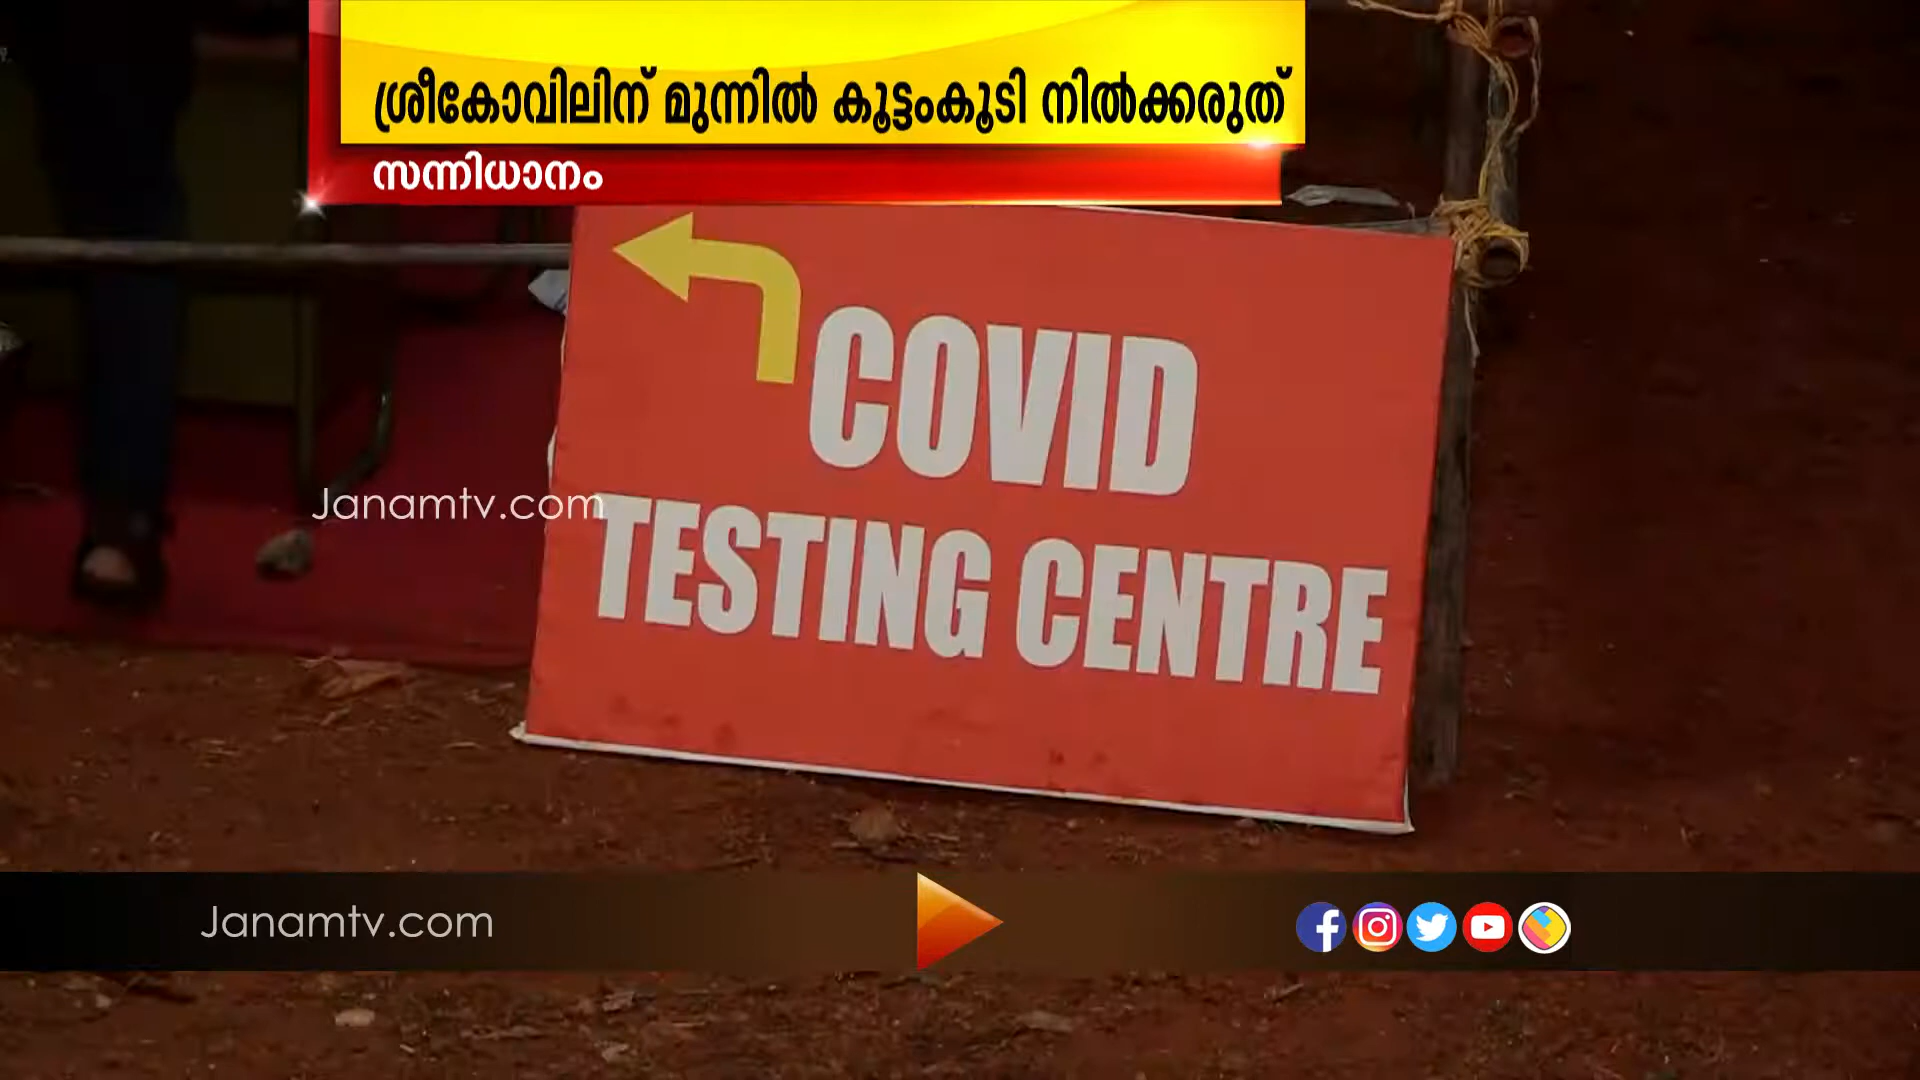 ശ്രീകോവിലിന് മുന്നിൽ കൂട്ടംകൂടി നിൽക്കരുത്
സന്നിധാനം
COVID
TESTING CENTRE
Janamtv.com
Janamtv.com